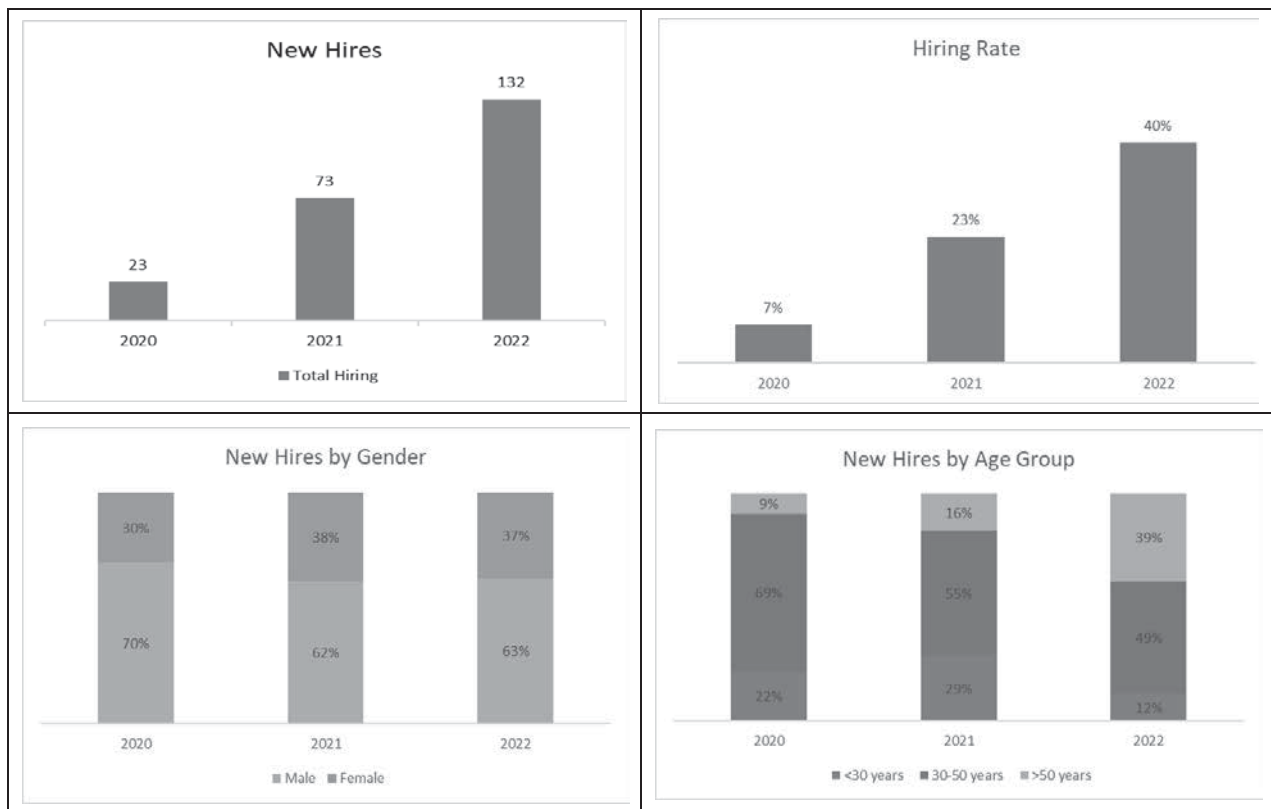 New Hires
132
73
23
2020 2021 2022
Total Hiring
Hiring Rate
40%
23%
7%
2020 2021 2022
New Hires by Gender
30% 38% 37%
70% 62% 63%
2020 2021 2022
Male Female
New Hires by Age Group
9% 16% 39%
69% 55% 49%
22% 29% 12%
2020 2021 2022
<30 years 30-50 years >50 years